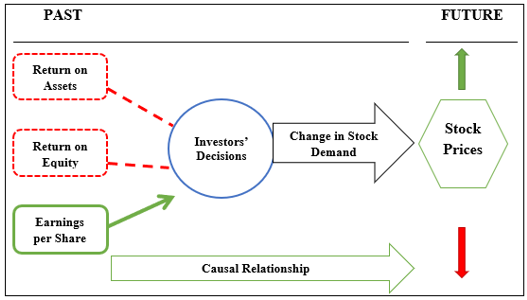 PAST
FUTURE
Return on
Assets
Return on
Equity
Earnings
per Share
Investors’
Decisions
Change in Stock
Demand
Stock
Prices
Causal Relationship